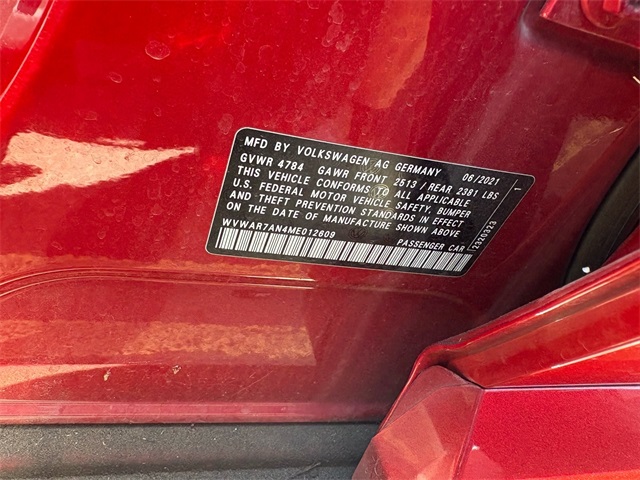 MFD BY VOLKSWAGEN AG GERMANY 06/2021
GVWR 4784 GAWR FRONT 2513 / REAR 2381 LBS
THIS VEHICLE CONFORMS TO ALL APPLICABLE
U.S. FEDERAL MOTOR VEHICLE SAFETY, BUMPER
AND THEFT PREVENTION STANDARDS IN EFFECT
ON THE DATE OF MANUFACTURE SHOWN ABOVE
WVWAR7AN4ME012609 PASSENGER CAR
2320323